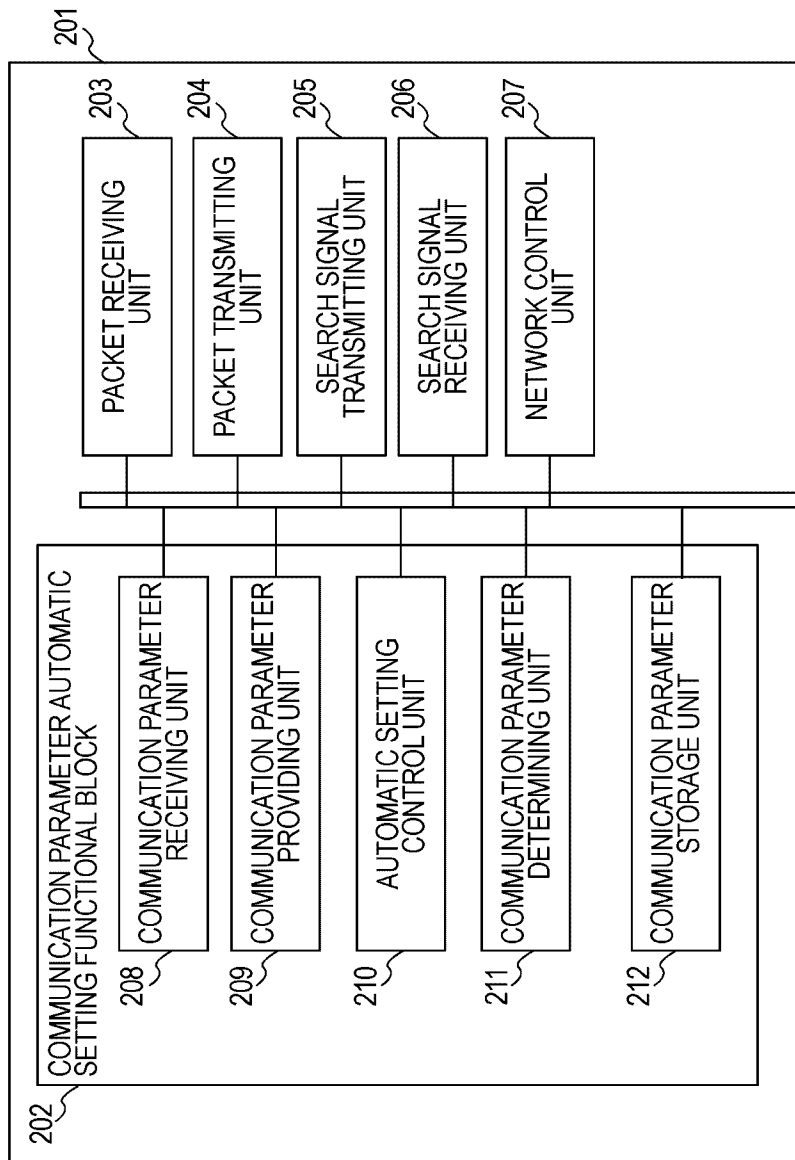 201
202
COMMUNICATION PARAMETER AUTOMATIC
SETTING FUNCTIONAL BLOCK
208
COMMUNICATION PARAMETER
RECEIVING UNIT
209
COMMUNICATION PARAMETER
PROVIDING UNIT
210
AUTOMATIC SETTING
CONTROL UNIT
211
COMMUNICATION PARAMETER
DETERMINING UNIT
212
COMMUNICATION PARAMETER
STORAGE UNIT
203
PACKET RECEIVING
UNIT
204
PACKET TRANSMITTING
UNIT
205
SEARCH SIGNAL
TRANSMITTING UNIT
206
SEARCH SIGNAL
RECEIVING UNIT
207
NETWORK CONTROL
UNIT